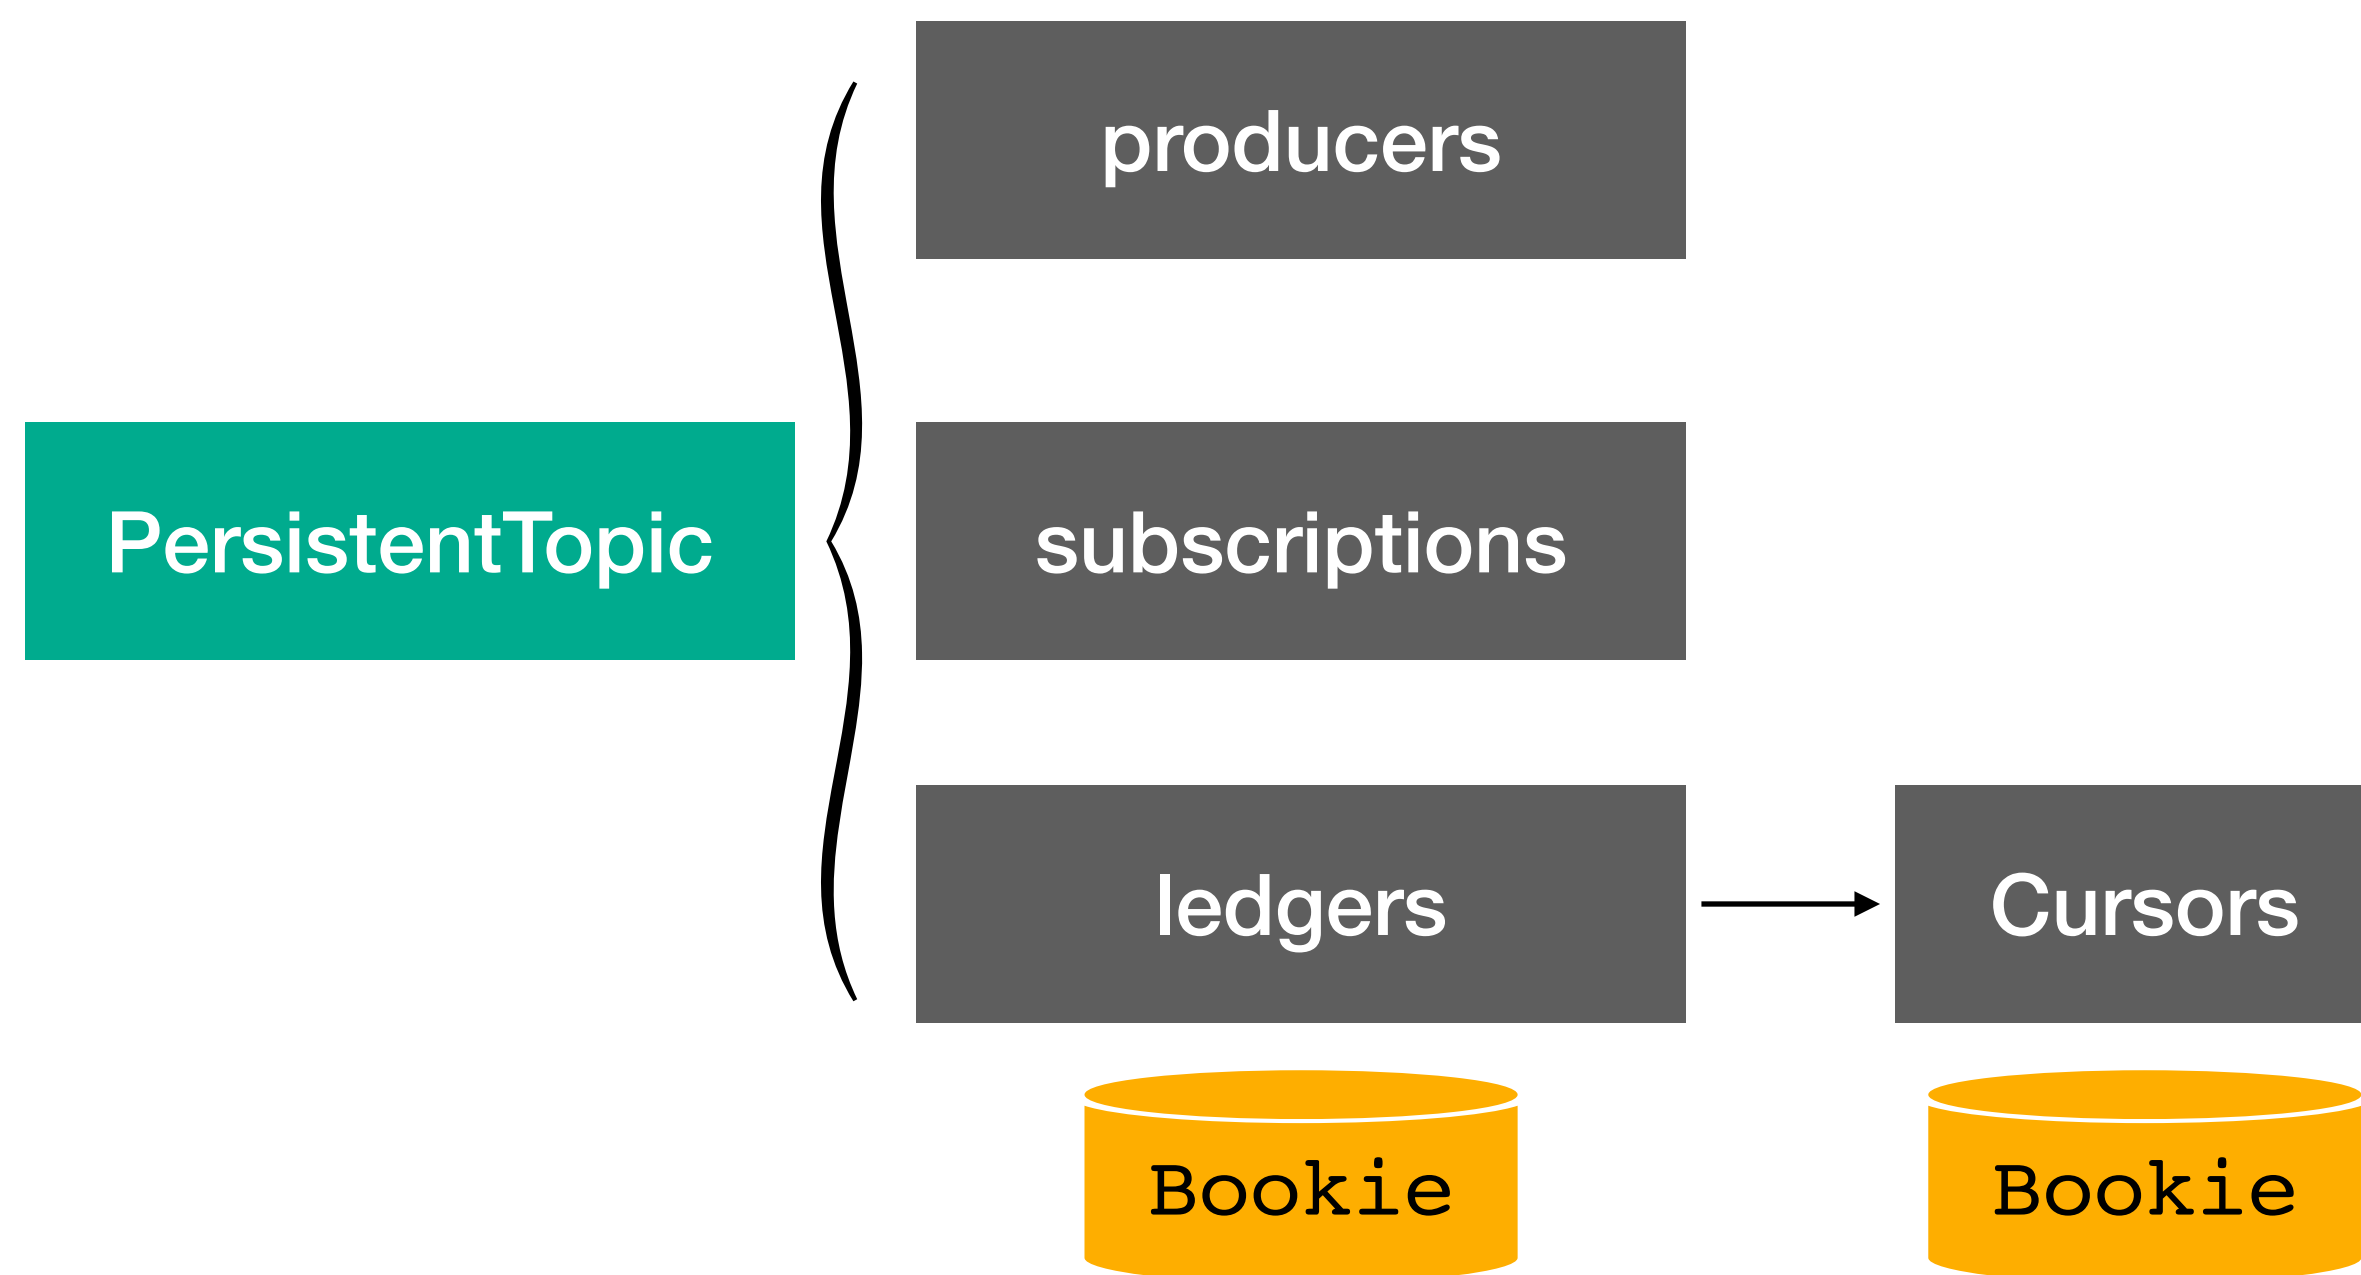 producers
PersistentTopic
subscriptions
ledgers
Cursors
Bookie
Bookie